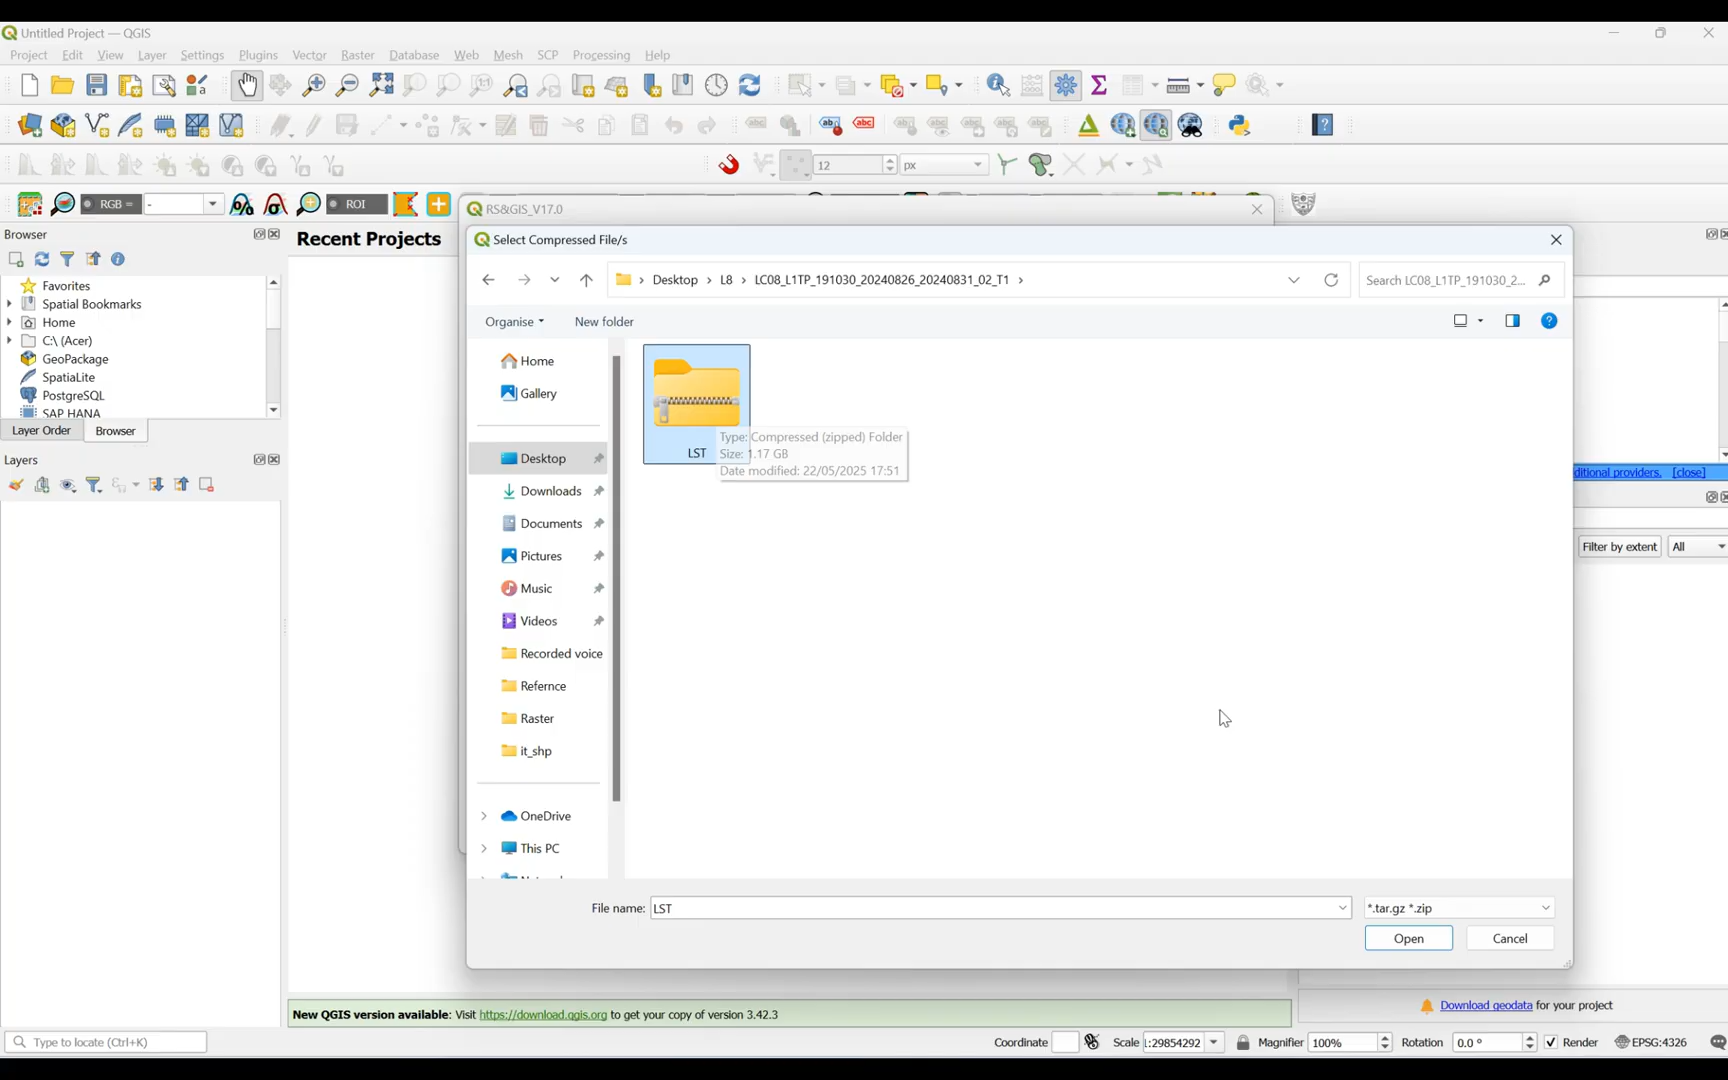 Untitled Project — QGIS
Project Edit View Layer Settings Plugins Vector Raster Database Web Mesh SCP Processing Help
12 px
RGB = - ROI
RS&GIS_V17.0
Browser
Recent Projects
Select Compressed File/s
Desktop › L8 › LC08_L1TP_191030_20240826_20240831_02_T1 ›
Search LC08_L1TP_191030_2...
Favorites
Spatial Bookmarks
Home
C:\ (Acer)
GeoPackage
SpatiaLite
PostgreSQL
SAP HANA
Layer Order Browser
Layers
Organise New folder
Home
Gallery
Desktop
Downloads
Documents
Pictures
Music
Videos
Recorded voice
Refernce
Raster
it_shp
OneDrive
This PC
LST
Type: Compressed (zipped) Folder
Size: 1.17 GB
Date modified: 22/05/2025 17:51
ditional providers. [close]
Filter by extent All
File name: LST
*.tar.gz *.zip
Open Cancel
Download geodata for your project
New QGIS version available: Visit https://download.qgis.org to get your copy of version 3.42.3
Type to locate (Ctrl+K)
Coordinate Scale 1:29854292 Magnifier 100% Rotation 0.0 ° Render EPSG:4326